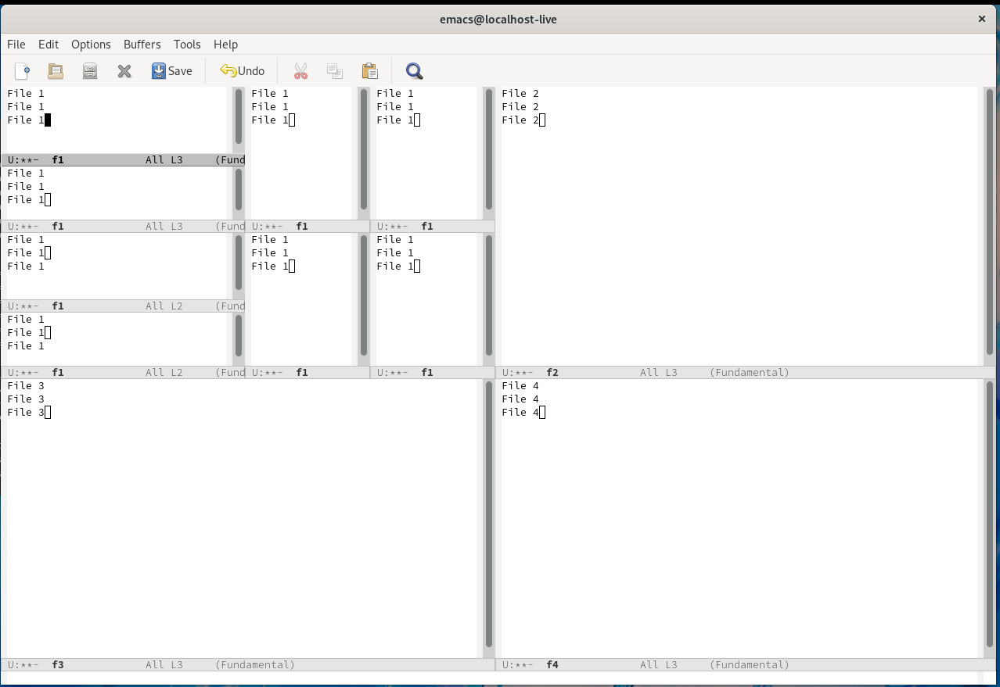 emacs@localhost-live
File Edit Options Buffers Tools Help
Save Undo
File 1
File 1
File 1
U:**-  f1 All L3 (Fund
File 1
File 1
File 1
U:**-  f1 All L3 (Fund
File 1
File 1
File 1
U:**-  f1 All L2 (Fund
File 1
File 1
File 1
U:**-  f1 All L2 (Fund
File 1
File 1
File 1
U:**-  f1
File 1
File 1
File 1
U:**-  f1
File 1
File 1
File 1
U:**-  f1
File 1
File 1
File 1
U:**-  f1
File 2
File 2
File 2
U:**-  f2 All L3 (Fundamental)
File 3
File 3
File 3
U:**-  f3 All L3 (Fundamental)
File 4
File 4
File 4
U:**-  f4 All L3 (Fundamental)